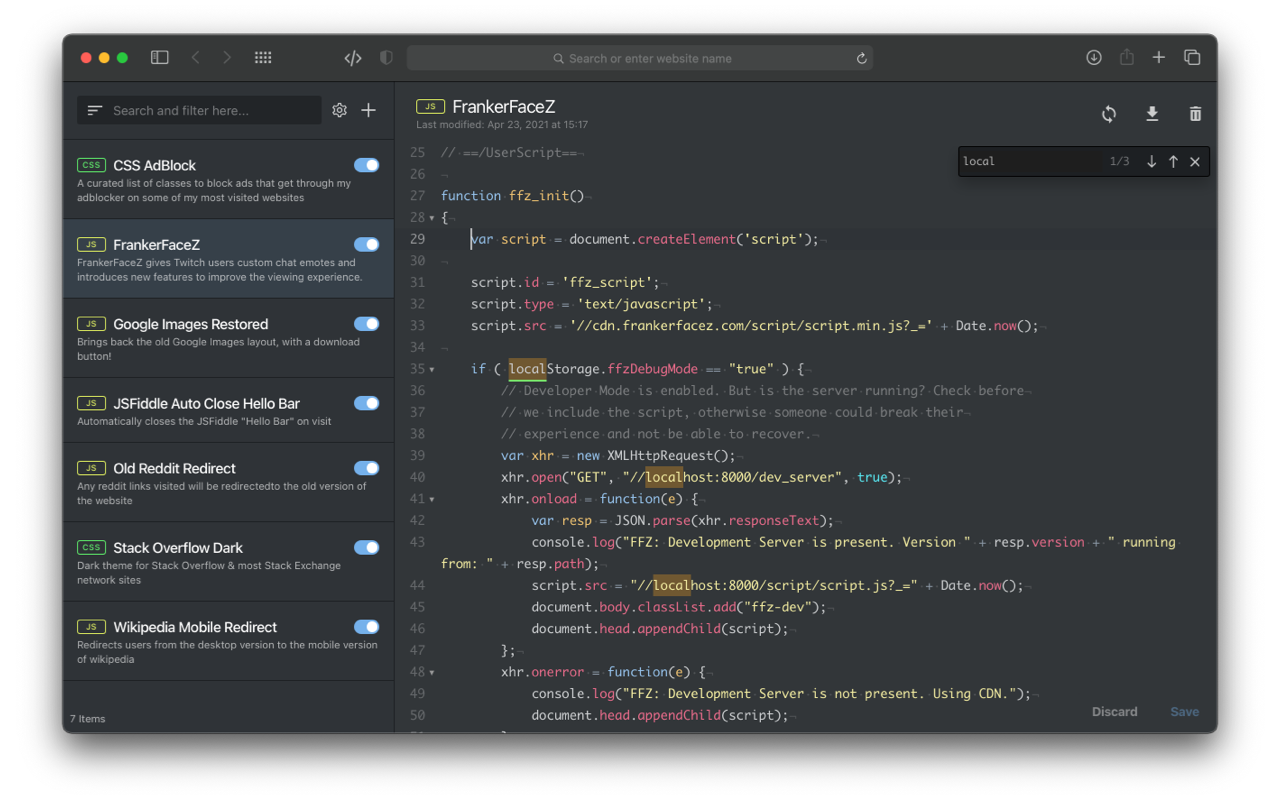 Search or enter website name
Search and filter here...
CSS CSS AdBlock
A curated list of classes to block ads that get through my
adblocker on some of my most visited websites
JS FrankerFaceZ
FrankerFaceZ gives Twitch users custom chat emotes and
introduces new features to improve the viewing experience.
JS Google Images Restored
Brings back the old Google Images layout, with a download
button!
JS JSFiddle Auto Close Hello Bar
Automatically closes the JSFiddle "Hello Bar" on visit
JS Old Reddit Redirect
Any reddit links visited will be redirectedto the old version of
the website
CSS Stack Overflow Dark
Dark theme for Stack Overflow & most Stack Exchange
network sites
JS Wikipedia Mobile Redirect
Redirects users from the desktop version to the mobile version
of wikipedia
7 Items
JS FrankerFaceZ
Last modified: Apr 23, 2021 at 15:17
local 1/3
25 // ==/UserScript==
26
27 function ffz_init()
28 {
29 var script = document.createElement('script');
30
31 script.id = 'ffz_script';
32 script.type = 'text/javascript';
33 script.src = '//cdn.frankerfacez.com/script/script.min.js?_=' + Date.now();
34
35 if ( localStorage.ffzDebugMode == "true" ) {
36 // Developer Mode is enabled. But is the server running? Check before
37 // we include the script, otherwise someone could break their
38 // experience and not be able to recover.
39 var xhr = new XMLHttpRequest();
40 xhr.open("GET", "//localhost:8000/dev_server", true);
41 xhr.onload = function(e) {
42 var resp = JSON.parse(xhr.responseText);
43 console.log("FFZ: Development Server is present. Version " + resp.version + " running
from: " + resp.path);
44 script.src = "//localhost:8000/script/script.js?_=" + Date.now();
45 document.body.classList.add("ffz-dev");
46 document.head.appendChild(script);
47 };
48 xhr.onerror = function(e) {
49 console.log("FFZ: Development Server is not present. Using CDN.");
50 document.head.appendChild(script);
Discard Save